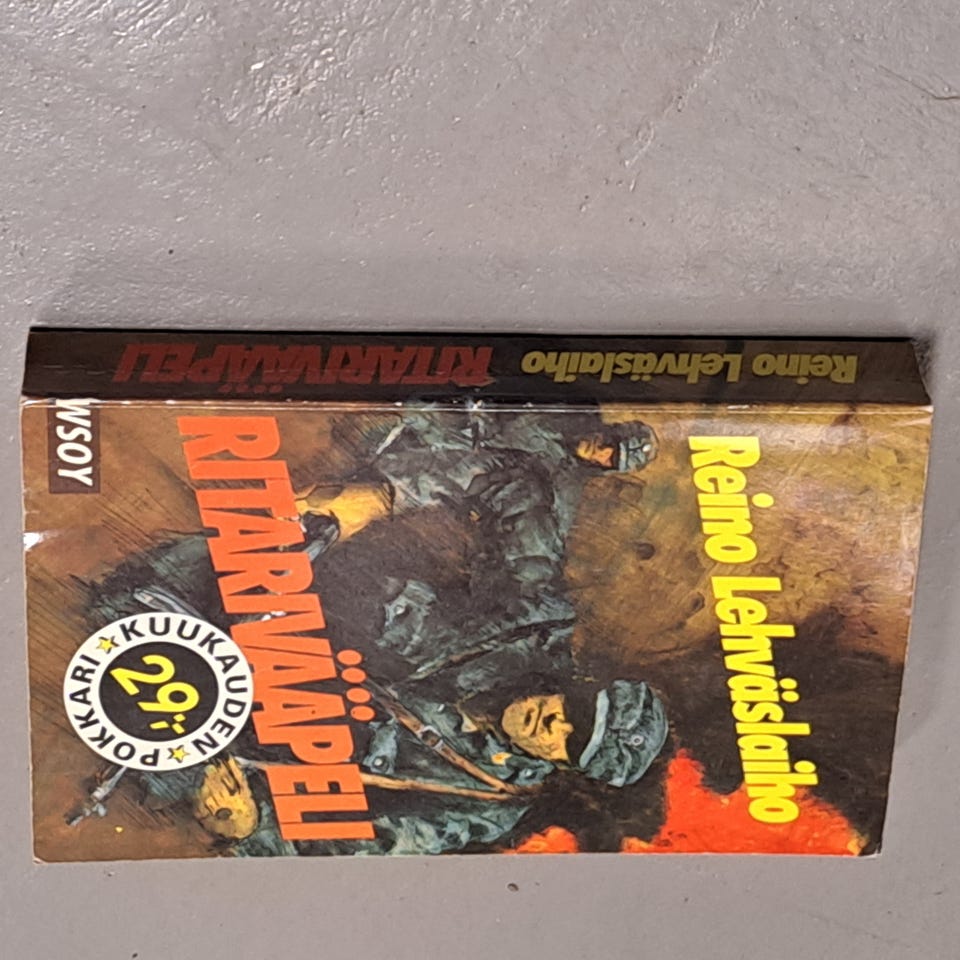 Reino Lehväslaiho
RITARIVÄÄPELI
KUUKAUDEN
29:-
POKKARI
WSOY
Reino Lehväslaiho RITARIVÄÄPELI